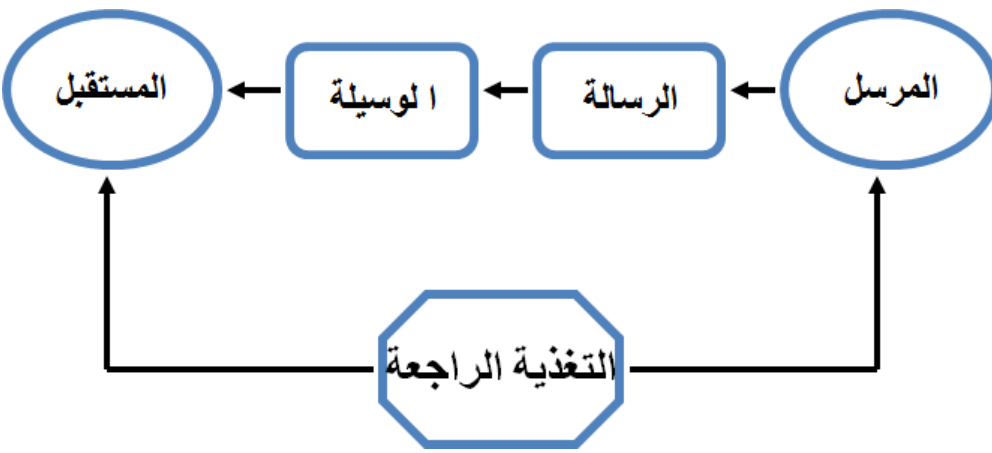 المرسل
الرسالة
ا لوسيلة
المستقبل
التغذية الراجعة